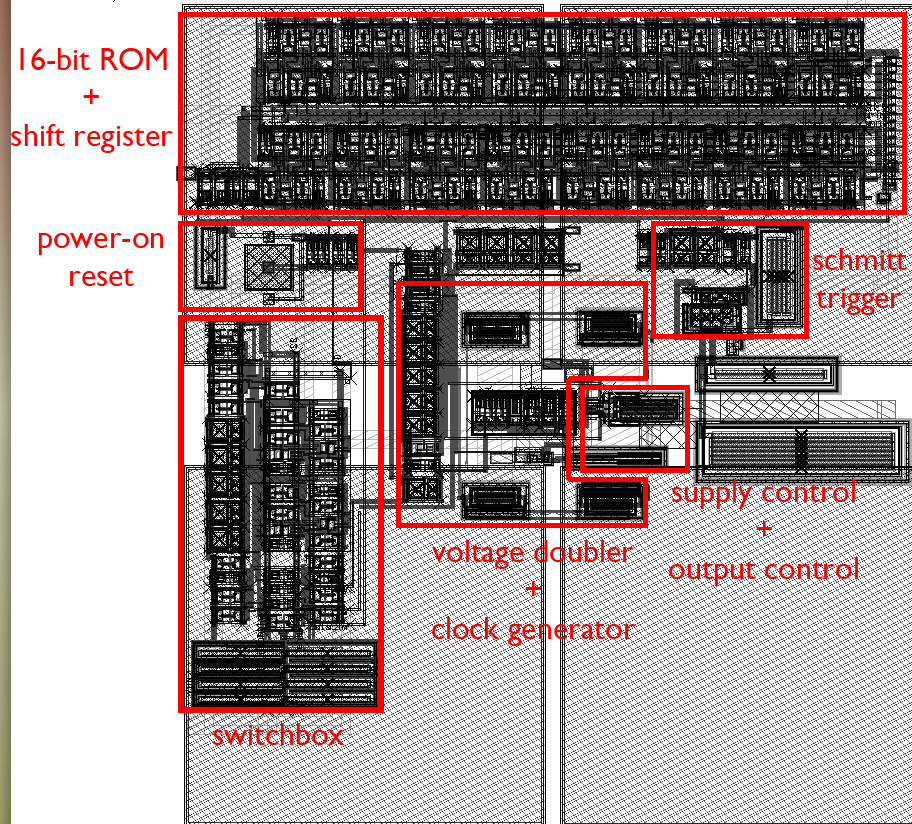 16-bit ROM
+
shift register
power-on
reset
schmitt
trigger
supply control
+
output control
voltage doubler
+
clock generator
switchbox